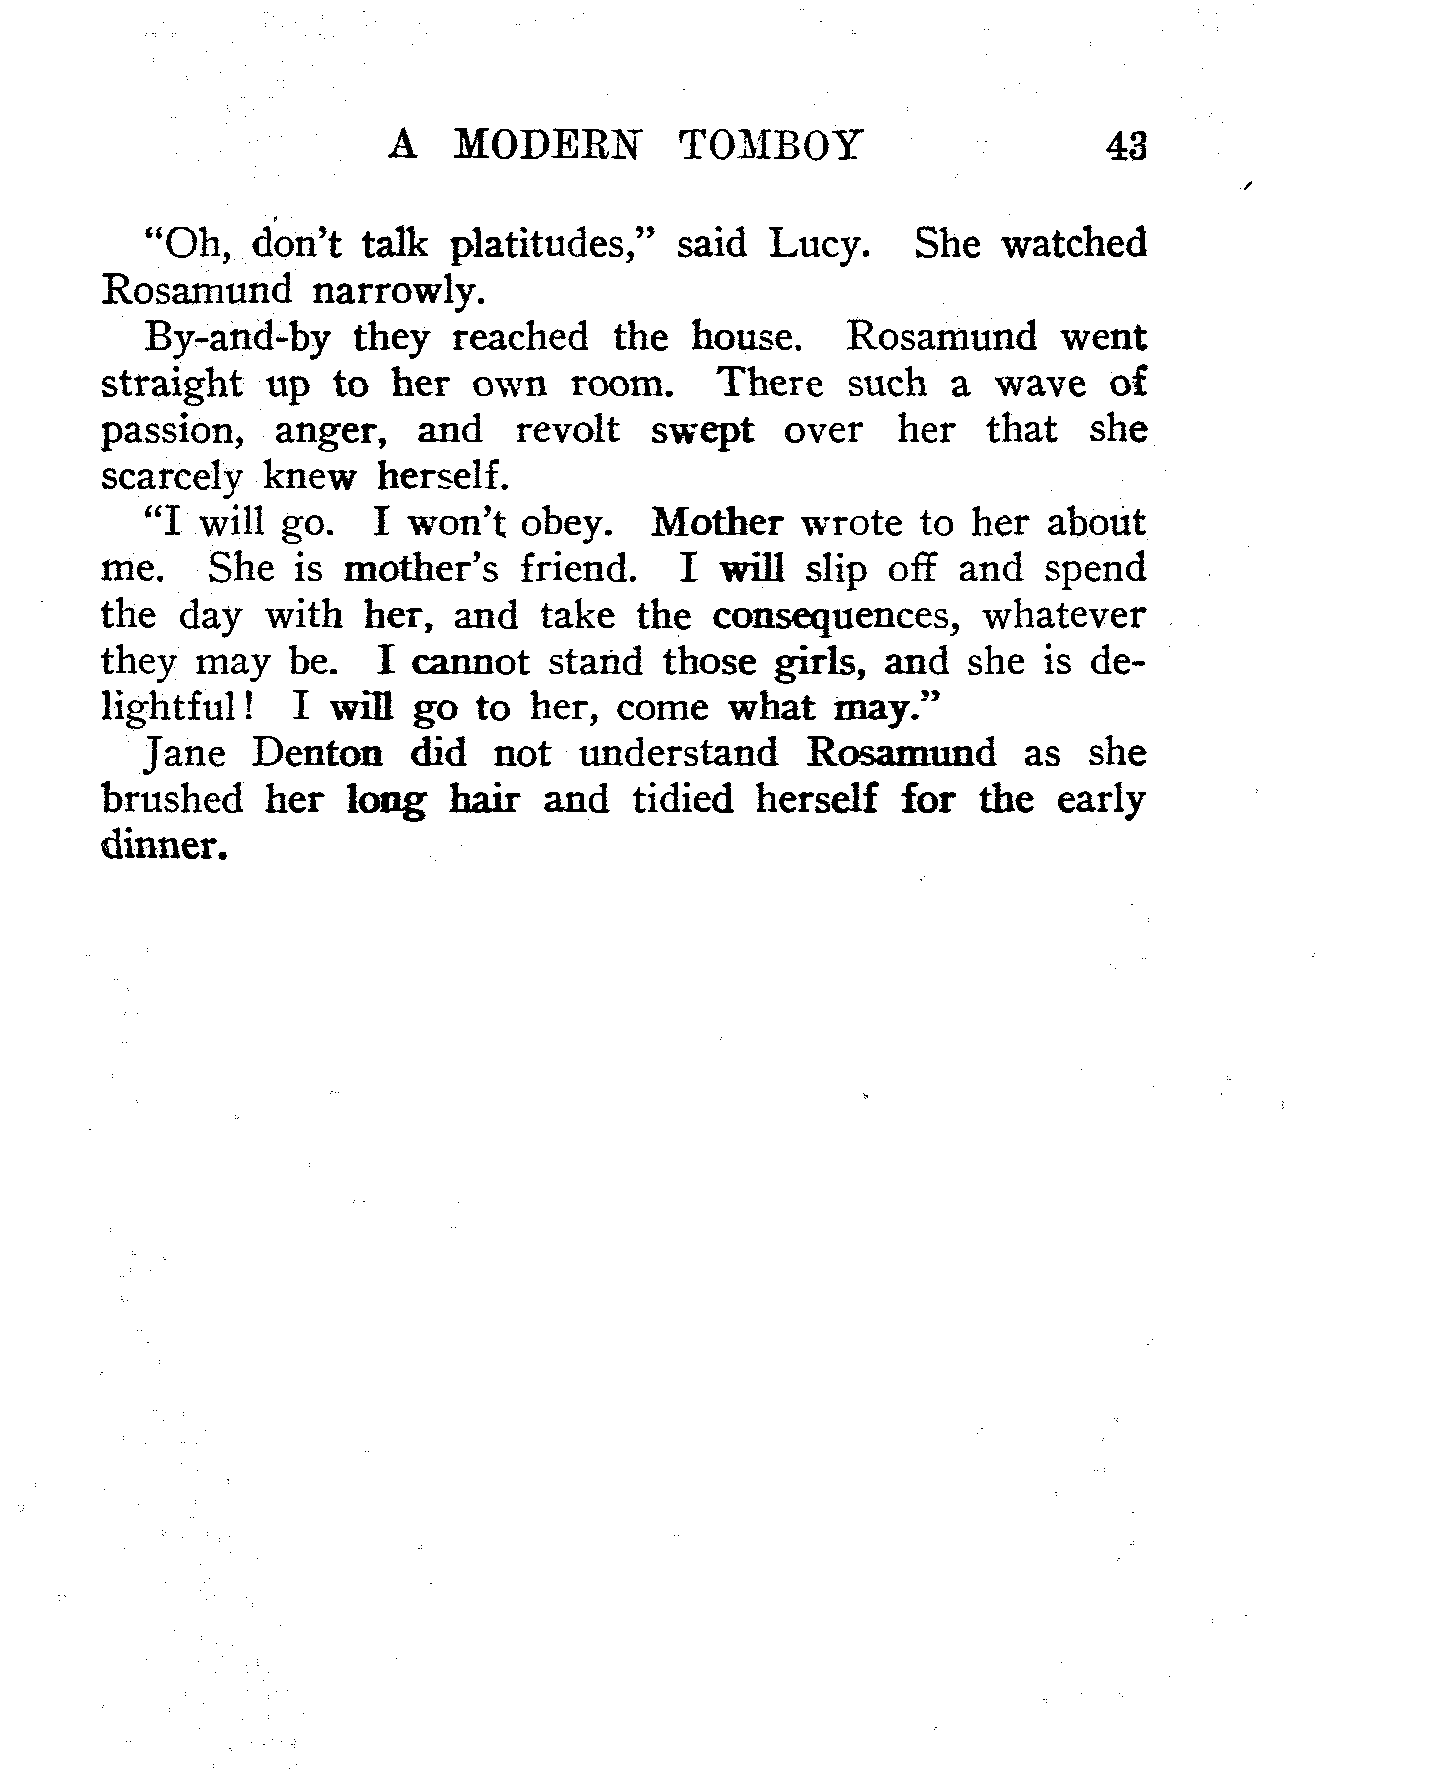 A MODERN TOMBOY 43
“Oh, don’t talk platitudes,” said Lucy. She watched
Rosamund narrowly.
By-and-by they reached the house. Rosamund went
straight up to her own room. There such a wave of
passion, anger, and revolt swept over her that she
scarcely knew herself.
“I will go. I won’t obey. Mother wrote to her about
me. She is mother’s friend. I will slip off and spend
the day with her, and take the consequences, whatever
they may be. I cannot stand those girls, and she is de-
lightful! I will go to her, come what may.”
Jane Denton did not understand Rosamund as she
brushed her long hair and tidied herself for the early
dinner.